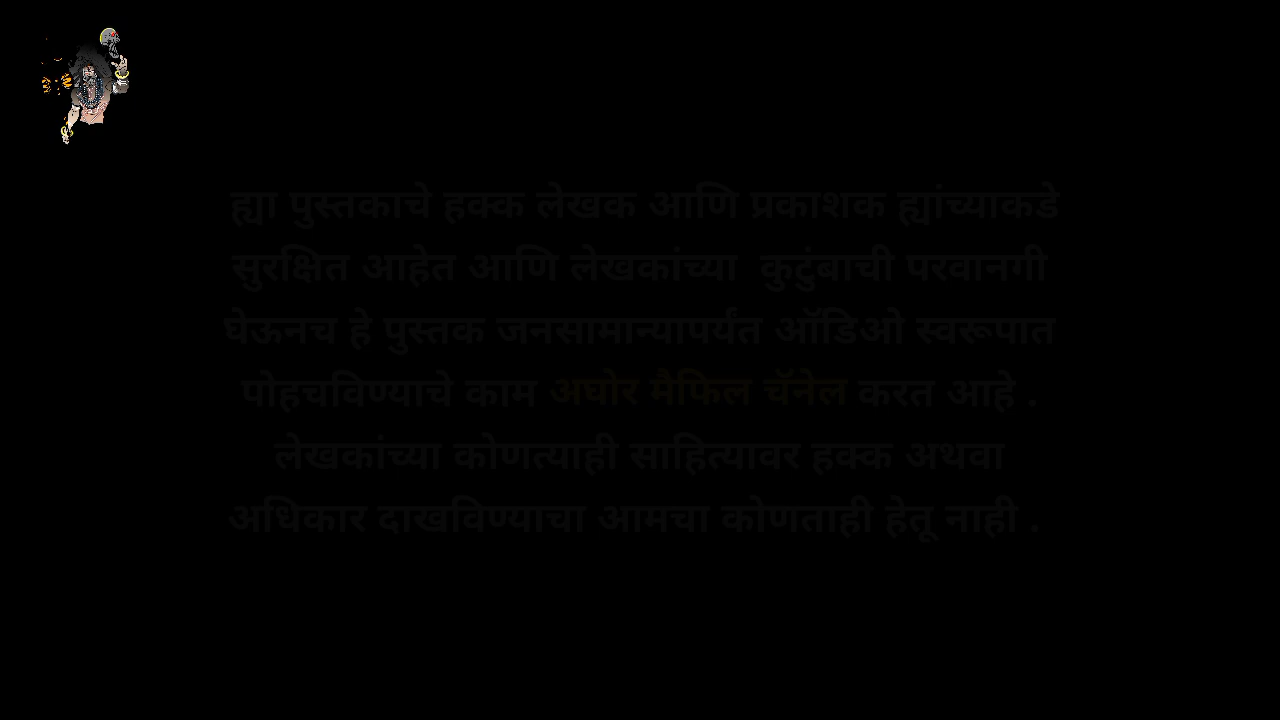 ह्या पुस्तकाचे हक्क लेखक आणि प्रकाशक ह्यांच्याकडे
सुरक्षित आहेत आणि लेखकांच्या कुटुंबाची परवानगी
घेऊनच हे पुस्तक जनसामान्यापर्यंत ऑडिओ स्वरूपात
पोहचविण्याचे काम अघोर मैफिल चॅनेल करत आहे .
लेखकांच्या कोणत्याही साहित्यावर हक्क अथवा
अधिकार दाखविण्याचा आमचा कोणताही हेतू नाही .